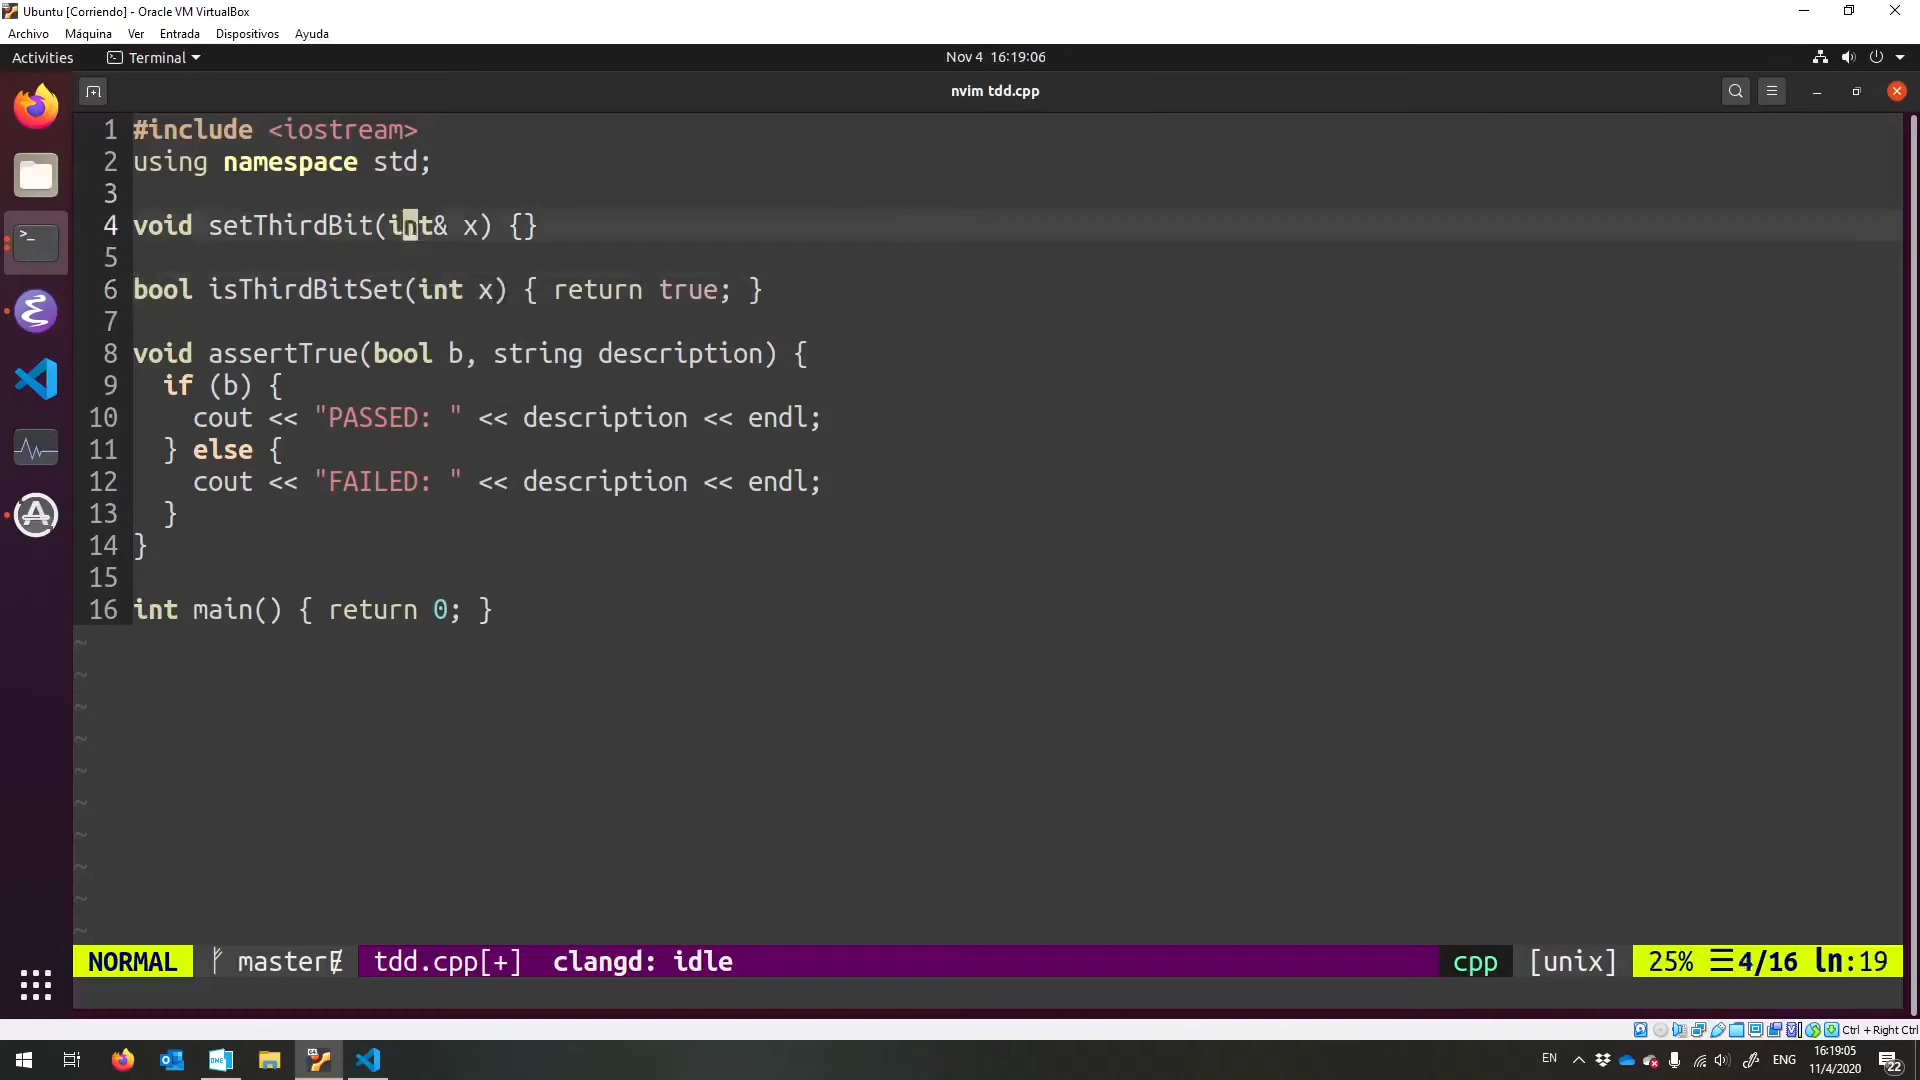 Ubuntu [Corriendo] - Oracle VM VirtualBox
Archivo Máquina Ver Entrada Dispositivos Ayuda
Activities Terminal Nov 4 16:19:06
nvim tdd.cpp
1 #include <iostream>
2 using namespace std;
3
4 void setThirdBit(int& x) {}
5
6 bool isThirdBitSet(int x) { return true; }
7
8 void assertTrue(bool b, string description) {
9   if (b) {
10     cout << "PASSED: " << description << endl;
11   } else {
12     cout << "FAILED: " << description << endl;
13   }
14 }
15
16 int main() { return 0; }
~
~
~
~
~
~
~
~
~
~
NORMAL master tdd.cpp[+] clangd: idle cpp [unix] 25% ☰4/16 ln:19
Ctrl + Right Ctrl
EN ENG 16:19:05
11/4/2020 22